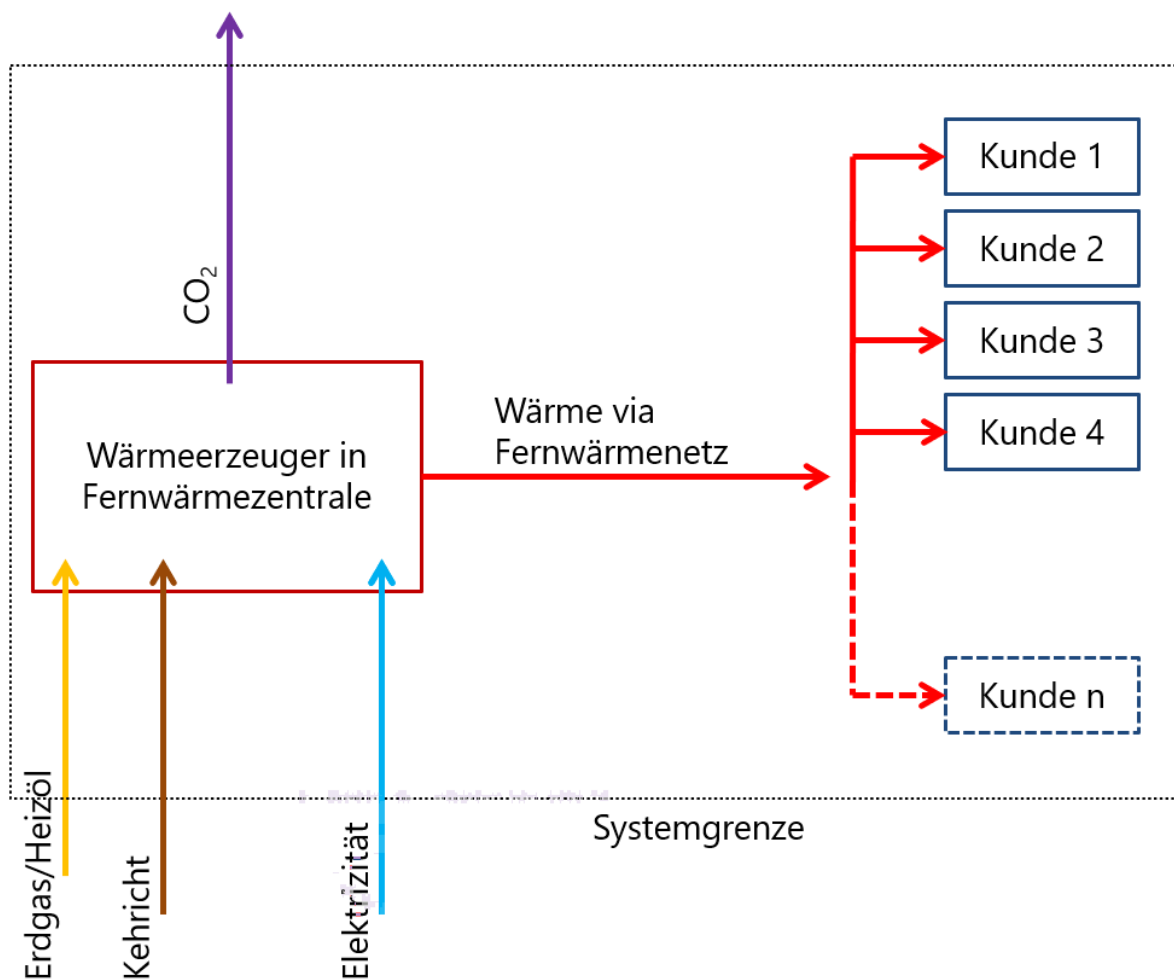 CO₂
Kunde 1
Kunde 2
Kunde 3
Kunde 4
Wärme via
Fernwärmenetz
Wärmeerzeuger in
Fernwärmezentrale
Kunde n
Systemgrenze
Erdgas/Heizöl
Kehricht
Elektrizität